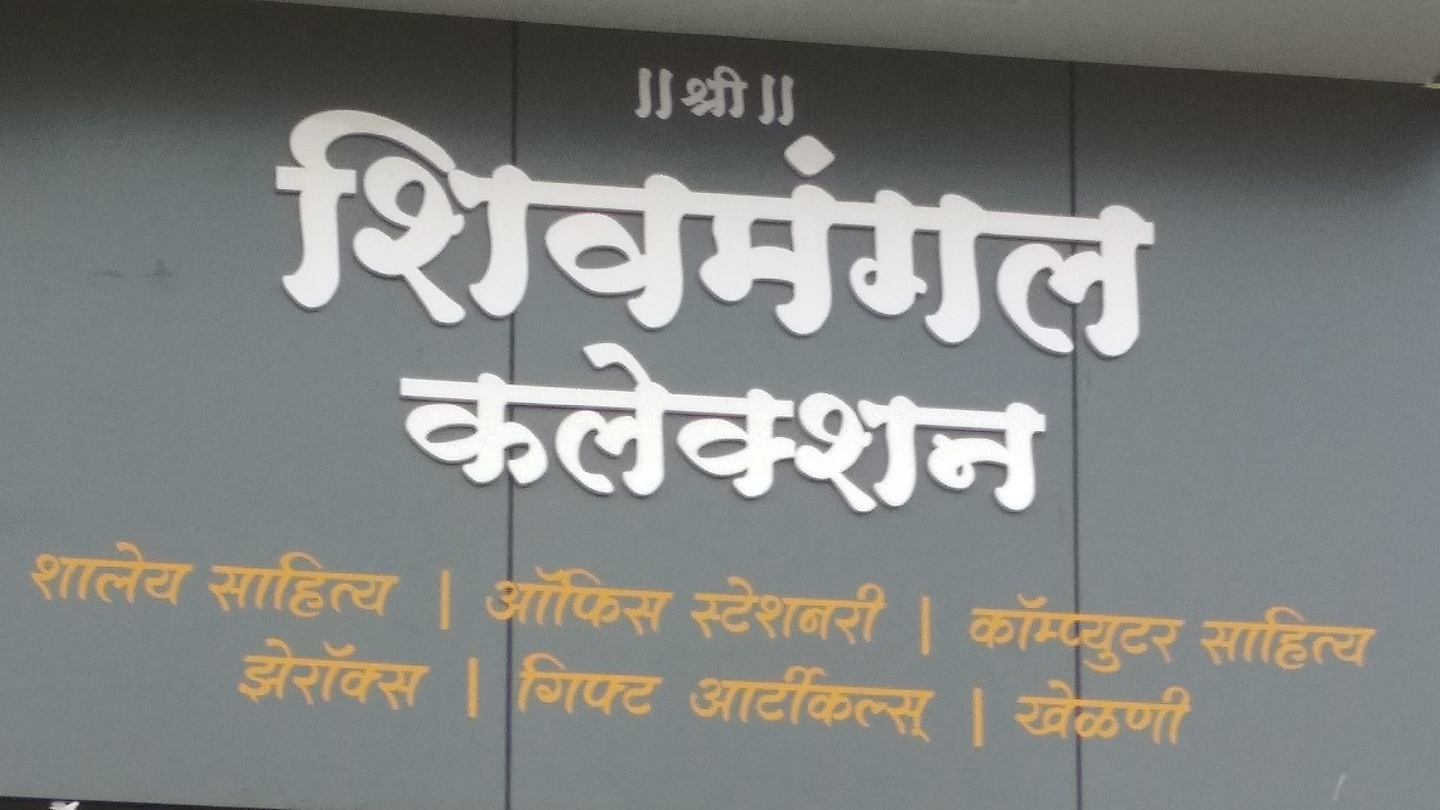 ॥ श्री ॥
शिवमंगल
कलेक्शन
शालेय साहित्य | ऑफिस स्टेशनरी | कॉम्प्युटर साहित्य
झेरॉक्स | गिफ्ट आर्टीकल्स् | खेळणी